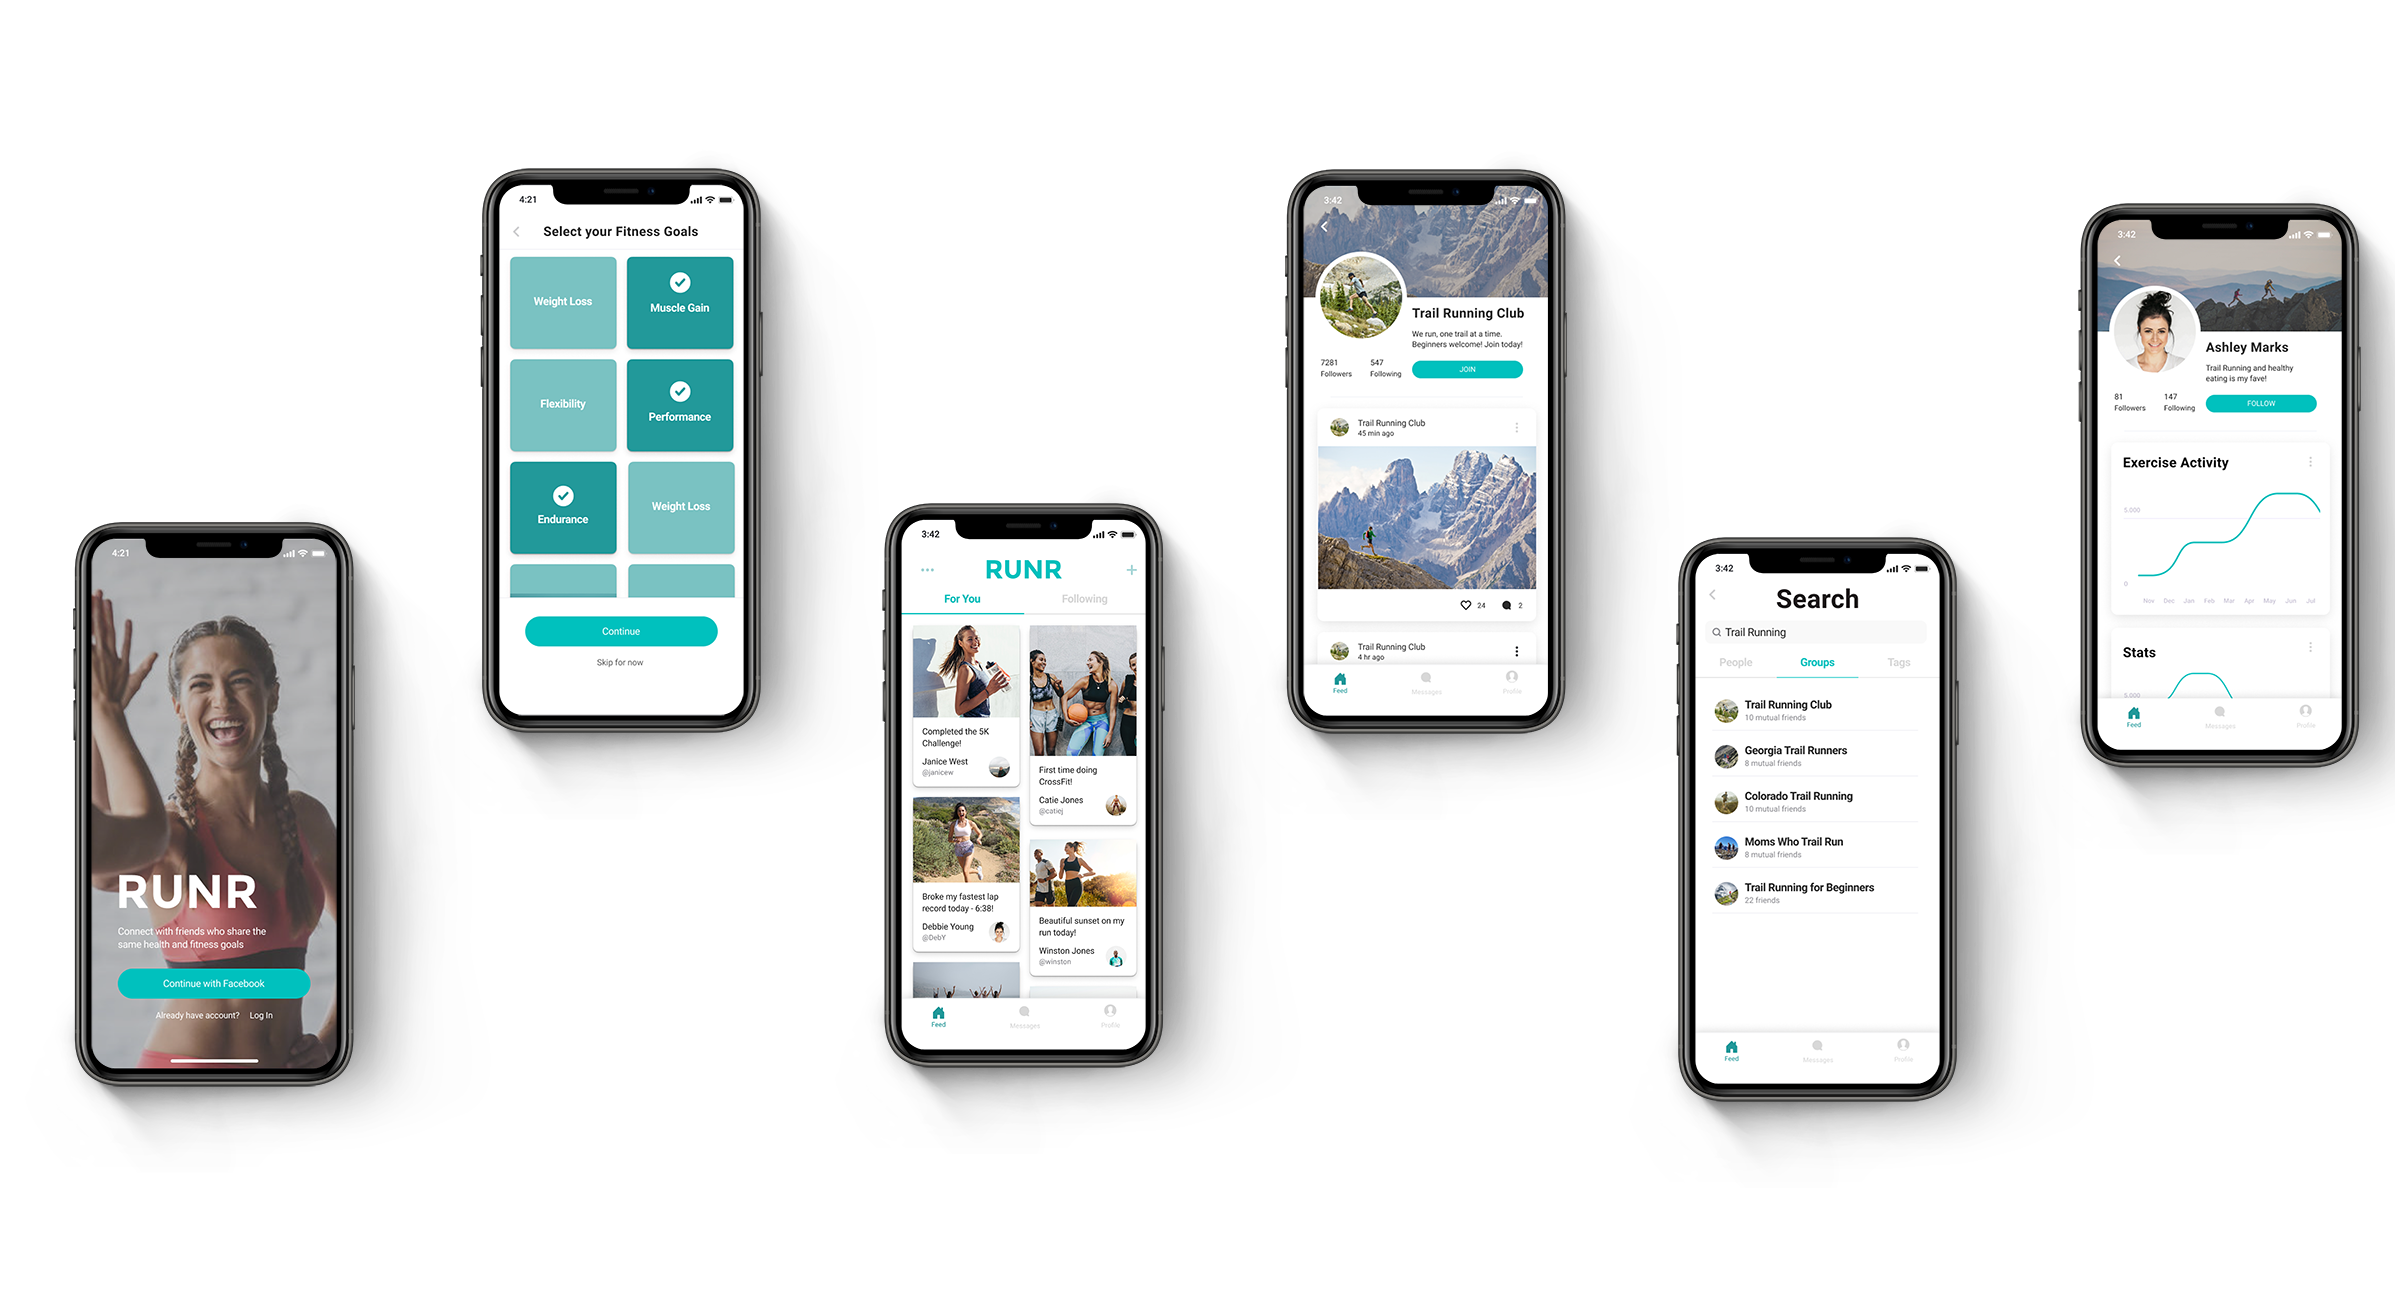 4:21
RUNR
Connect with friends who share the
same health and fitness goals
Continue with Facebook
Already have account? Log In
4:21
Select your Fitness Goals
Weight Loss
Muscle Gain
Flexibility
Performance
Endurance
Weight Loss
Continue
Skip for now
3:42
RUNR
For You
Following
Completed the 5K
Challenge!
Janice West
@janicew
First time doing
CrossFit!
Catie Jones
@catiej
Broke my fastest lap
record today - 6:38!
Debbie Young
@DebY
Beautiful sunset on my
run today!
Winston Jones
@winston
Feed
Messages
Profile
3:42
Trail Running Club
We run, one trail at a time.
Beginners welcome! Join today!
7281
Followers
547
Following
JOIN
Trail Running Club
45 min ago
24
2
Trail Running Club
4 hr ago
Feed
Messages
Profile
3:42
Search
Trail Running
People
Groups
Tags
Trail Running Club
10 mutual friends
Georgia Trail Runners
8 mutual friends
Colorado Trail Running
10 mutual friends
Moms Who Trail Run
8 mutual friends
Trail Running for Beginners
22 friends
Feed
Messages
Profile
3:42
Ashley Marks
Trail Running and healthy
eating is my fave!
81
Followers
147
Following
FOLLOW
Exercise Activity
5,000
0
Nov Dec Jan Feb Mar Apr May Jun Jul
Stats
5,000
Feed
Messages
Profile